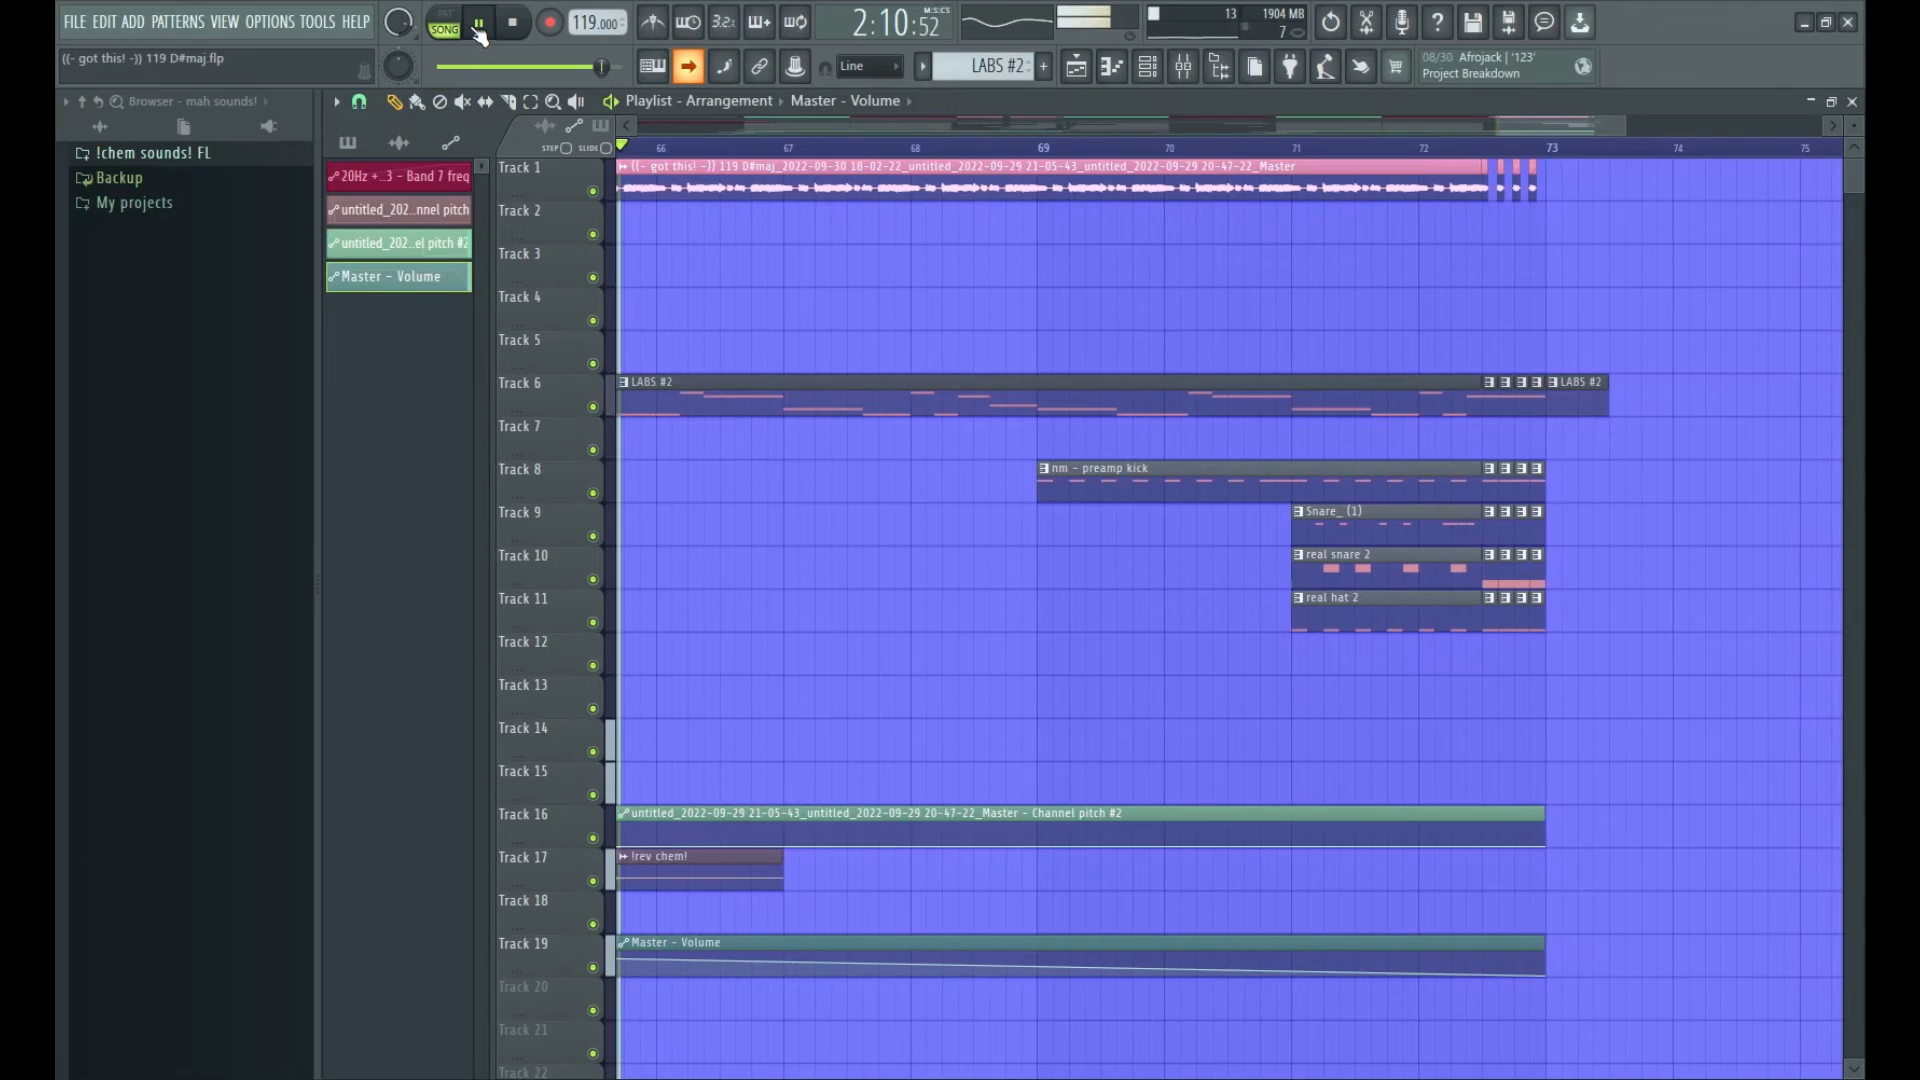 FILE EDIT ADD PATTERNS VIEW OPTIONS TOOLS HELP
PAT
SONG
119.000
3.2.
2:10:52
M:S:CS
13
1904 MB
7
((- got this! -)) 119 D#maj.flp
Line
LABS #2
+
08/30 Afrojack | '123'
Project Breakdown
Browser - mah sounds!
Playlist - Arrangement
Master - Volume
STEP
SLIDE
66
67
68
69
70
71
72
73
74
75
!chem sounds! FL
Backup
My projects
20Hz +..3 - Band 7 freq
untitled_202..nnel pitch
untitled_202..el pitch #2
Master - Volume
Track 1
((- got this! -)) 119 D#maj_2022-09-30 18-02-22_untitled_2022-09-29 21-05-43_untitled_2022-09-29 20-47-22_Master
Track 2
Track 3
Track 4
Track 5
Track 6
LABS #2
LABS #2
Track 7
Track 8
nm - preamp kick
Track 9
Snare_ (1)
Track 10
real snare 2
Track 11
real hat 2
Track 12
Track 13
Track 14
Track 15
Track 16
untitled_2022-09-29 21-05-43_untitled_2022-09-29 20-47-22_Master - Channel pitch #2
Track 17
!rev chem!
Track 18
Track 19
Master - Volume
Track 20
Track 21
Track 22